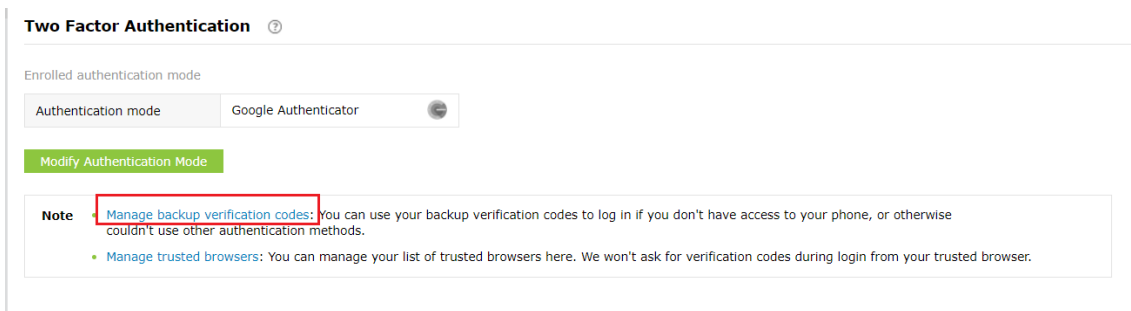 Two Factor Authentication ?
Enrolled authentication mode
Authentication mode Google Authenticator
Modify Authentication Mode
Note • Manage backup verification codes: You can use your backup verification codes to log in if you don't have access to your phone, or otherwise
couldn't use other authentication methods.
• Manage trusted browsers: You can manage your list of trusted browsers here. We won't ask for verification codes during login from your trusted browser.